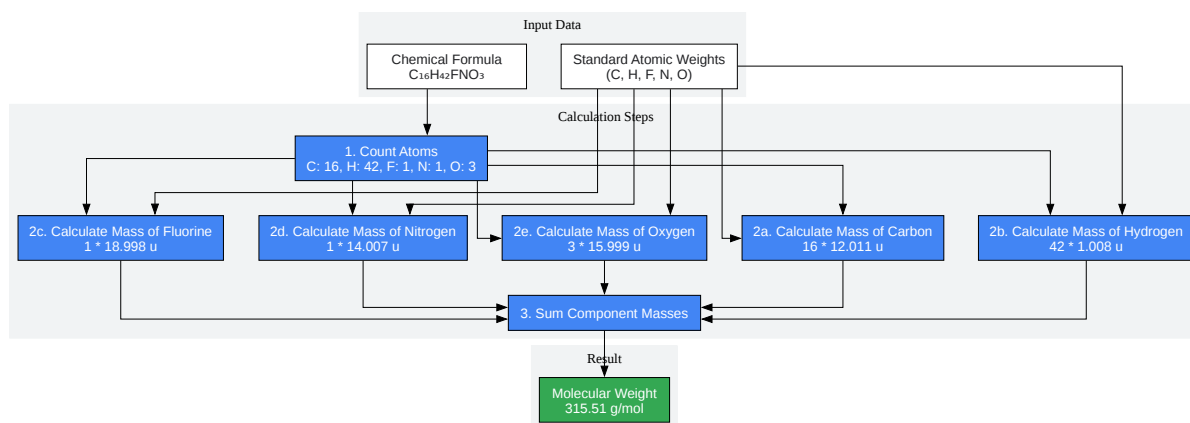 Input Data
Chemical Formula
C₁₆H₄₂FNO₃
Standard Atomic Weights
(C, H, F, N, O)
Calculation Steps
1. Count Atoms
C: 16, H: 42, F: 1, N: 1, O: 3
2c. Calculate Mass of Fluorine
1 * 18.998 u
2d. Calculate Mass of Nitrogen
1 * 14.007 u
2e. Calculate Mass of Oxygen
3 * 15.999 u
2a. Calculate Mass of Carbon
16 * 12.011 u
2b. Calculate Mass of Hydrogen
42 * 1.008 u
3. Sum Component Masses
Result
Molecular Weight
315.51 g/mol